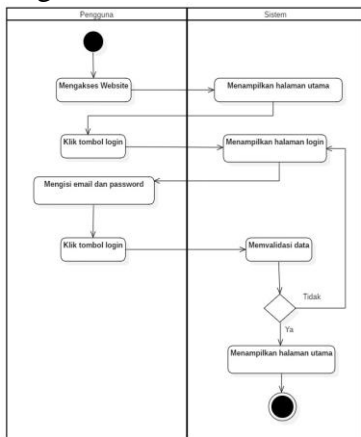 Pengguna
Sistem
Mengakses Website
Menampilkan halaman utama
Klik tombol login
Menampilkan halaman login
Mengisi email dan password
Klik tombol login
Memvalidasi data
Tidak
Ya
Menampilkan halaman utama